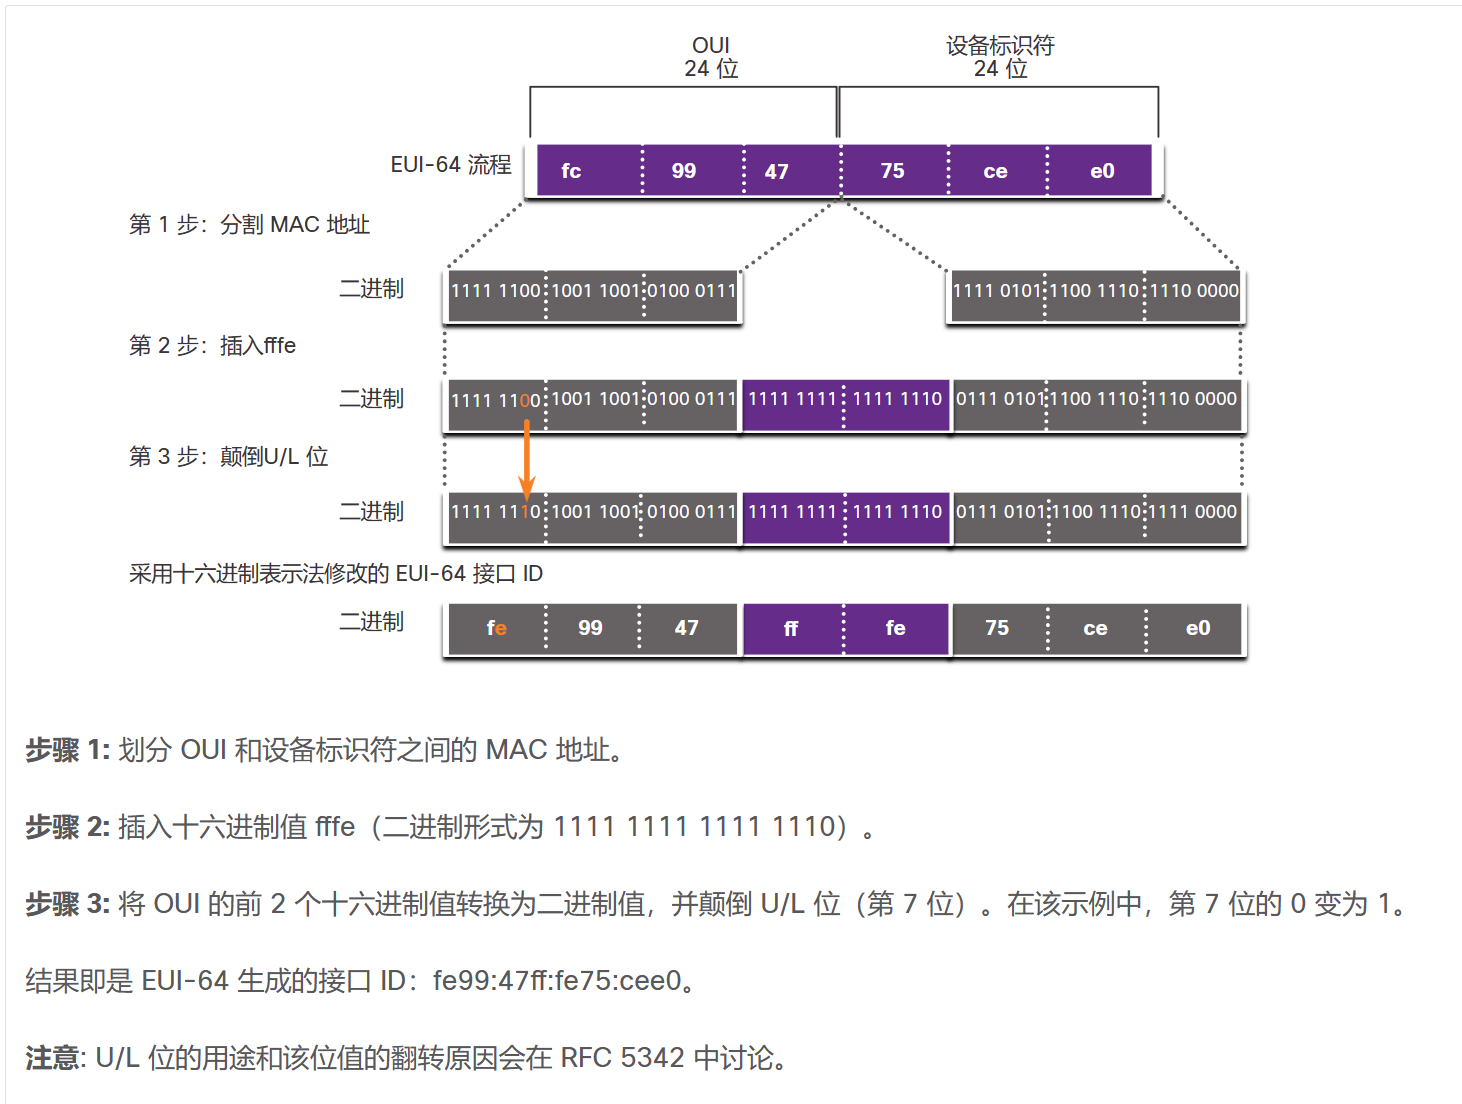 OUI 设备标识符
24 位 24 位
EUI-64 流程 fc 99 47 75 ce e0
第 1 步：分割 MAC 地址
二进制 1111 1100 1001 1001 0100 0111 1111 0101 1100 1110 1110 0000
第 2 步：插入fffe
二进制 1111 1100 1001 1001 0100 0111 1111 1111 1111 1110 0111 0101 1100 1110 1110 0000
第 3 步：颠倒U/L 位
二进制 1111 1110 1001 1001 0100 0111 1111 1111 1111 1110 0111 0101 1100 1110 1111 0000
采用十六进制表示法修改的 EUI-64 接口 ID
二进制 fe 99 47 ff fe 75 ce e0
步骤 1: 划分 OUI 和设备标识符之间的 MAC 地址。
步骤 2: 插入十六进制值 fffe（二进制形式为 1111 1111 1111 1110）。
步骤 3: 将 OUI 的前 2 个十六进制值转换为二进制值，并颠倒 U/L 位（第 7 位）。在该示例中，第 7 位的 0 变为 1。
结果即是 EUI-64 生成的接口 ID：fe99:47ff:fe75:cee0。
注意: U/L 位的用途和该位值的翻转原因会在 RFC 5342 中讨论。